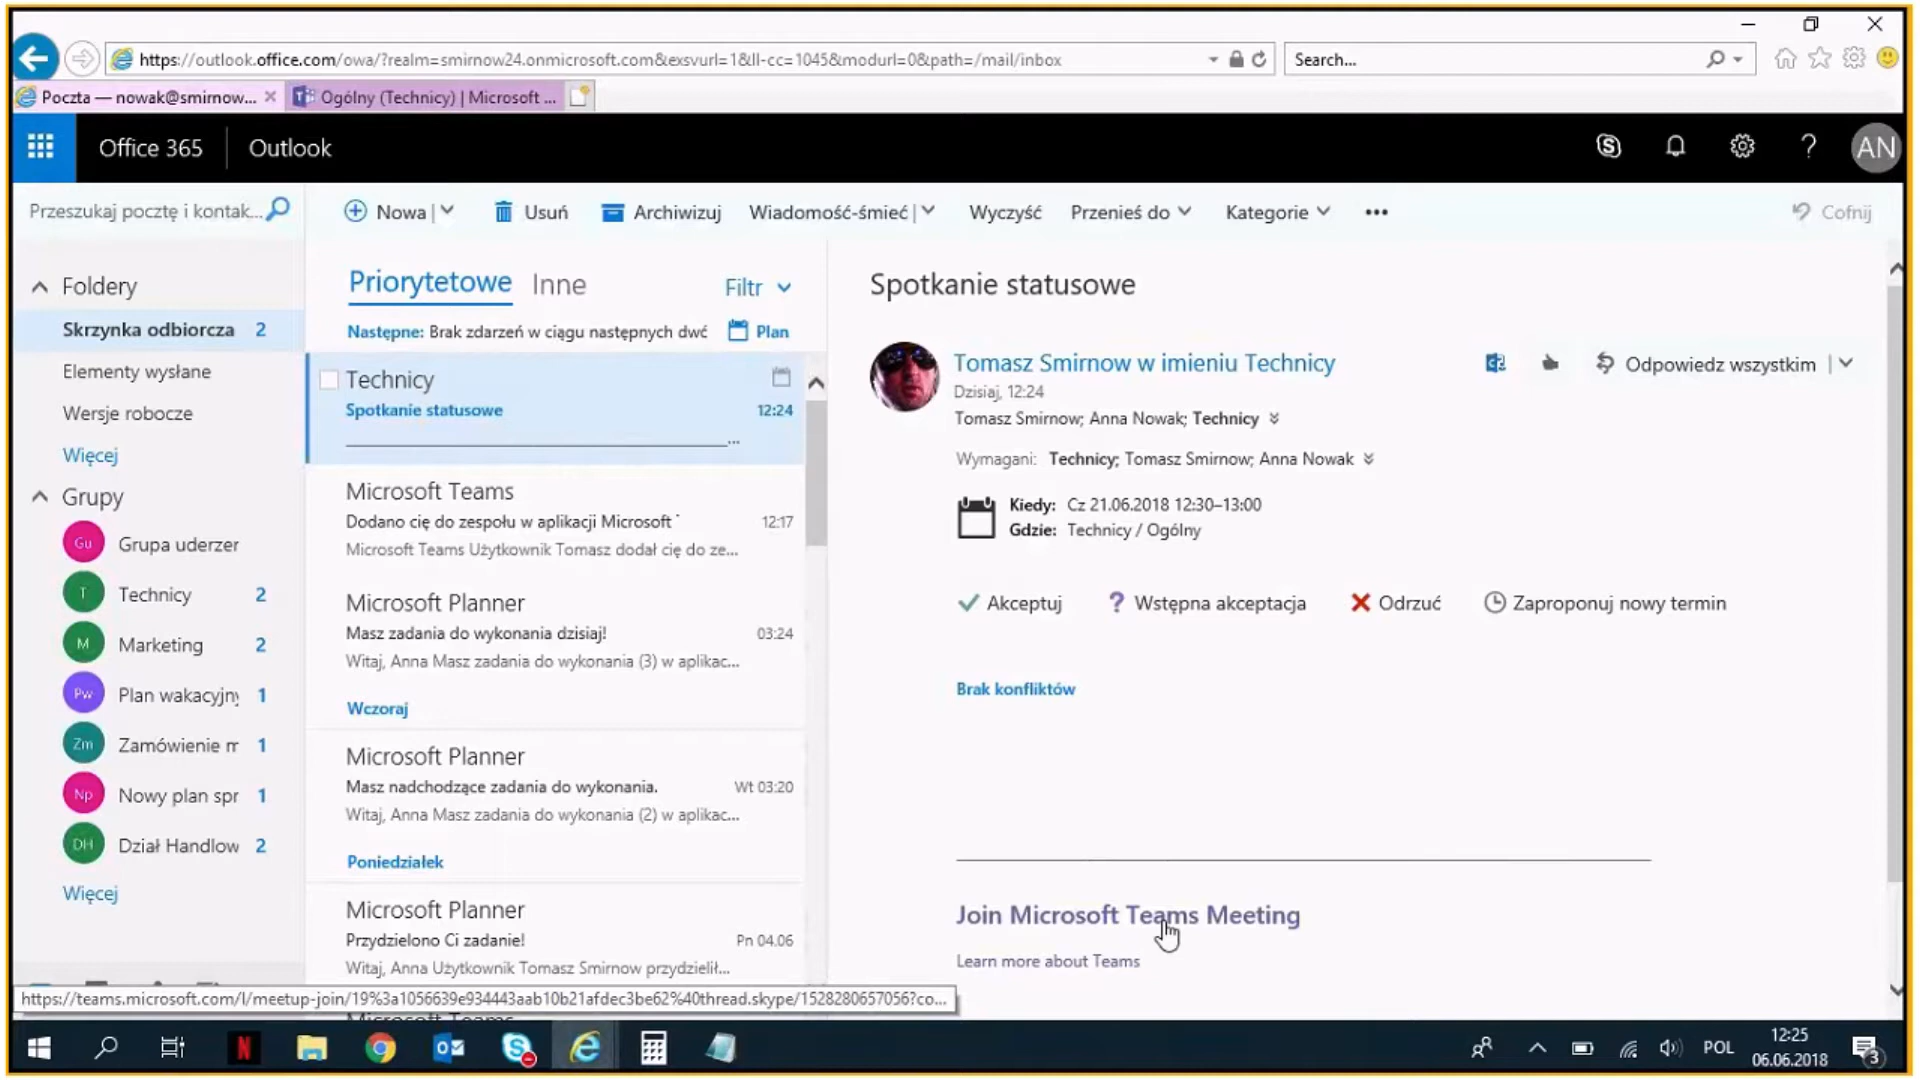 https://outlook.office.com/owa/?realm=smirnow24.onmicrosoft.com&exsvurl=1&ll-cc=1045&modurl=0&path=/mail/inbox
Search...
Poczta — nowak@smirnow...
Ogólny (Technicy) | Microsoft ...
Office 365
Outlook
?
AN
Przeszukaj pocztę i kontak...
Nowa
Usuń
Archiwizuj
Wiadomość-śmieć
Wyczyść
Przenieś do
Kategorie
•••
Cofnij
Foldery
Skrzynka odbiorcza 2
Elementy wysłane
Wersje robocze
Więcej
Grupy
Gu Grupa uderzer
T Technicy 2
M Marketing 2
Pw Plan wakacyjny 1
Zm Zamówienie m 1
Np Nowy plan spr 1
DH Dział Handlow 2
Więcej
Priorytetowe
Inne
Filtr
Następne: Brak zdarzeń w ciągu następnych dwó
Plan
Technicy
Spotkanie statusowe 12:24
...
Microsoft Teams
Dodano cię do zespołu w aplikacji Microsoft 12:17
Microsoft Teams Użytkownik Tomasz dodał cię do ze...
Microsoft Planner
Masz zadania do wykonania dzisiaj! 03:24
Witaj, Anna Masz zadania do wykonania (3) w aplikac...
Wczoraj
Microsoft Planner
Masz nadchodzące zadania do wykonania. Wt 03:20
Witaj, Anna Masz zadania do wykonania (2) w aplikac...
Poniedziałek
Microsoft Planner
Przydzielono Ci zadanie! Pn 04.06
Witaj, Anna Użytkownik Tomasz Smirnow przydzielił...
Microsoft Teams
Spotkanie statusowe
Tomasz Smirnow w imieniu Technicy
Odpowiedz wszystkim
Dzisiaj, 12:24
Tomasz Smirnow; Anna Nowak; Technicy
Wymagani: Technicy; Tomasz Smirnow; Anna Nowak
Kiedy: Cz 21.06.2018 12:30–13:00
Gdzie: Technicy / Ogólny
Akceptuj
? Wstępna akceptacja
Odrzuć
Zaproponuj nowy termin
Brak konfliktów
Join Microsoft Teams Meeting
Learn more about Teams
https://teams.microsoft.com/l/meetup-join/19%3a1056639e934443aab10b21afdec3be62%40thread.skype/1528280657056?co...
POL
12:25
06.06.2018
3